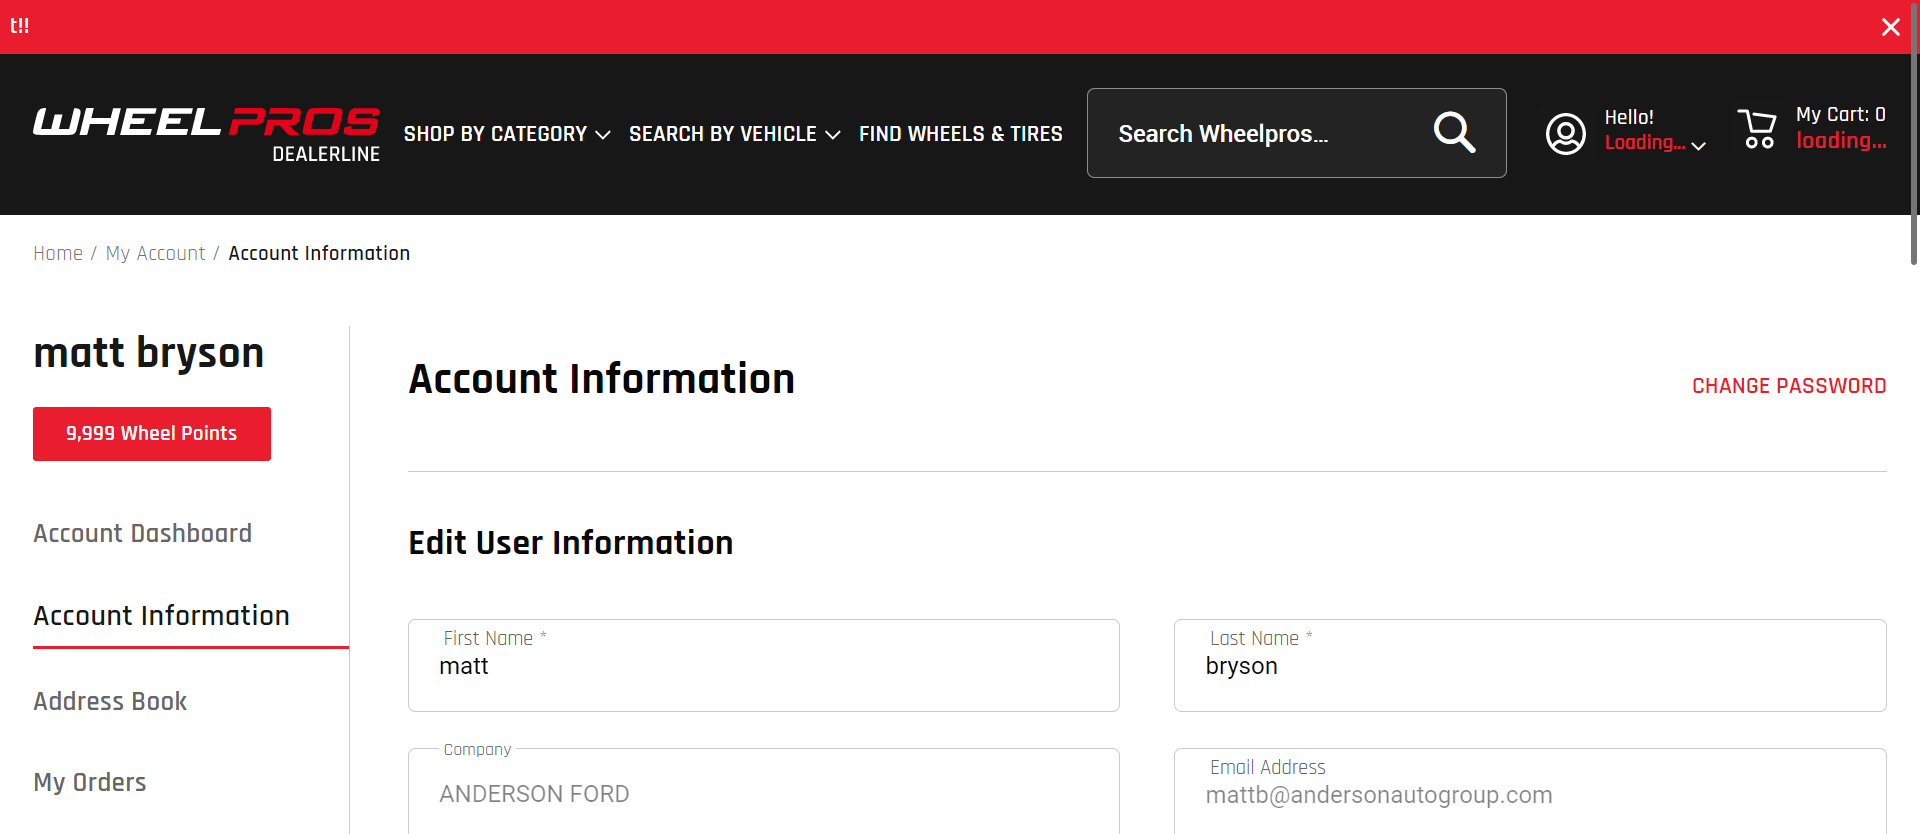 t!!
WHEEL PROS
DEALERLINE
SHOP BY CATEGORY
SEARCH BY VEHICLE
FIND WHEELS & TIRES
Search Wheelpros...
Hello!
Loading...
My Cart: 0
loading...
Home / My Account / Account Information
matt bryson
9,999 Wheel Points
Account Dashboard
Account Information
Address Book
My Orders
Account Information
CHANGE PASSWORD
Edit User Information
First Name *
matt
Last Name *
bryson
Company
ANDERSON FORD
Email Address
mattb@andersonautogroup.com